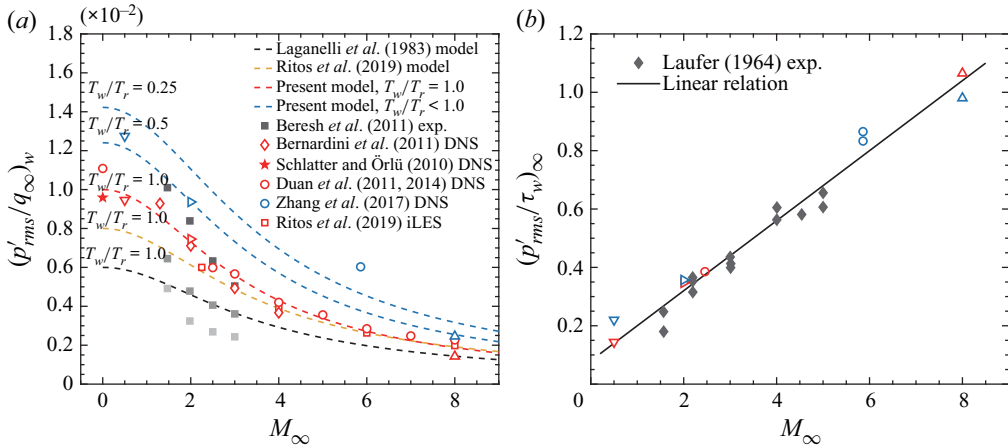 (a) (×10⁻²)
1.8
1.6
1.4
1.2
1.0
0.8
0.6
0.4
0.2
0
(p′rms/q∞)w
0 2 4 6 8
M∞
Tw/Tr = 0.25
Tw/Tr = 0.5
Tw/Tr = 1.0
Tw/Tr = 1.0
Tw/Tr = 1.0
Laganelli et al. (1983) model
Ritos et al. (2019) model
Present model, Tw/Tr = 1.0
Present model, Tw/Tr < 1.0
Beresh et al. (2011) exp.
Bernardini et al. (2011) DNS
Schlatter and Örlü (2010) DNS
Duan et al. (2011, 2014) DNS
Zhang et al. (2017) DNS
Ritos et al. (2019) iLES
(b)
1.2
1.0
0.8
0.6
0.4
0.2
0
(p′rms/τw)∞
0 2 4 6 8
M∞
Laufer (1964) exp.
Linear relation